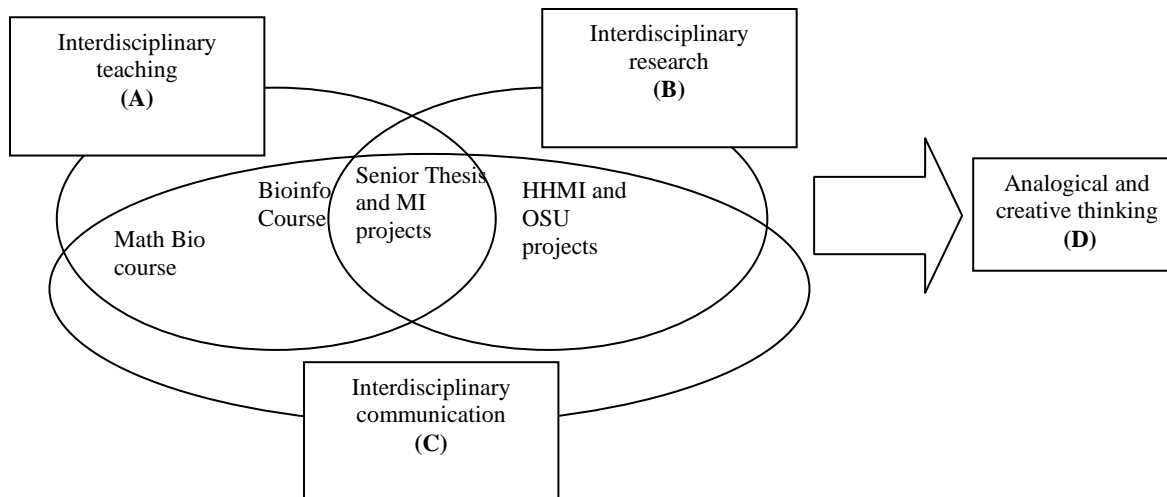 Interdisciplinary
teaching
(A)
Interdisciplinary
research
(B)
Bioinfo
Course
Senior Thesis
and MI
projects
HHMI and
OSU
projects
Math Bio
course
Analogical and
creative thinking
(D)
Interdisciplinary
communication
(C)